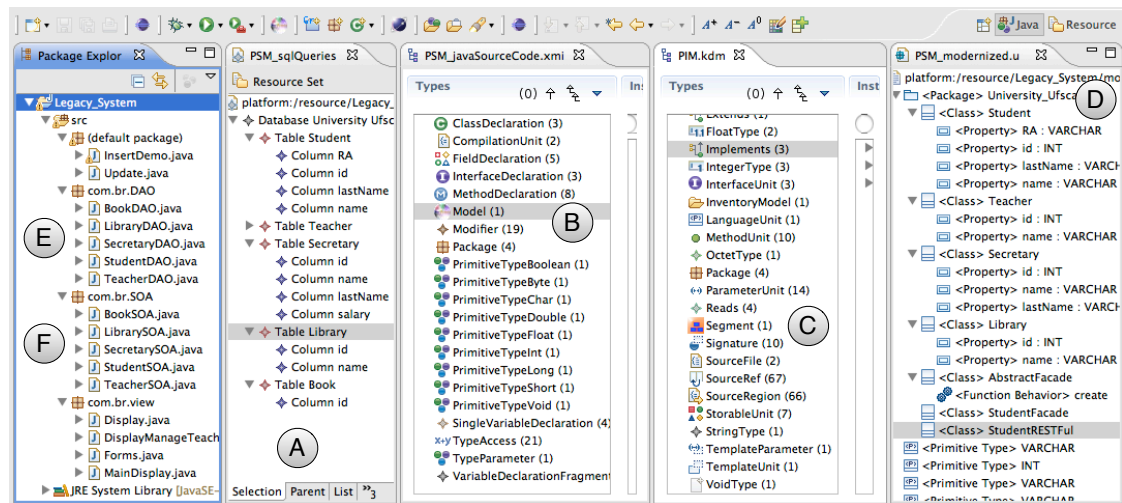 Java
Resource
Package Explor
Legacy_System
src
(default package)
InsertDemo.java
Update.java
com.br.DAO
BookDAO.java
LibraryDAO.java
SecretaryDAO.java
StudentDAO.java
TeacherDAO.java
com.br.SOA
BookSOA.java
LibrarySOA.java
SecretarySOA.java
StudentSOA.java
TeacherSOA.java
com.br.view
Display.java
DisplayManageTeach
Forms.java
MainDisplay.java
JRE System Library [JavaSE-
E
F
PSM_sqlQueries
Resource Set
platform:/resource/Legacy_
Database University Ufsc
Table Student
Column RA
Column id
Column lastName
Column name
Table Teacher
Table Secretary
Column id
Column name
Column lastName
Column salary
Table Library
Column id
Column name
Table Book
Column id
A
Selection Parent List »3
PSM_javaSourceCode.xmi
Types
(0)
Ins
ClassDeclaration (3)
CompilationUnit (2)
FieldDeclaration (5)
InterfaceDeclaration (3)
MethodDeclaration (8)
Model (1)
Modifier (19)
Package (4)
PrimitiveTypeBoolean (1)
PrimitiveTypeByte (1)
PrimitiveTypeChar (1)
PrimitiveTypeDouble (1)
PrimitiveTypeFloat (1)
PrimitiveTypeInt (1)
PrimitiveTypeLong (1)
PrimitiveTypeShort (1)
PrimitiveTypeVoid (1)
SingleVariableDeclaration (4)
TypeAccess (21)
TypeParameter (1)
VariableDeclarationFragment
B
PIM.kdm
Types
(0)
Inst
Extends (1)
FloatType (2)
Implements (3)
IntegerType (3)
InterfaceUnit (3)
InventoryModel (1)
LanguageUnit (1)
MethodUnit (10)
OctetType (1)
Package (4)
ParameterUnit (14)
Reads (4)
Segment (1)
Signature (10)
SourceFile (2)
SourceRef (67)
SourceRegion (66)
StorableUnit (7)
StringType (1)
TemplateParameter (1)
TemplateUnit (1)
VoidType (1)
C
PSM_modernized.u
platform:/resource/Legacy_System/mo
<Package> University_Ufsca
D
<Class> Student
<Property> RA : VARCHAR
<Property> id : INT
<Property> lastName : VARCH
<Property> name : VARCHAR
<Class> Teacher
<Property> id : INT
<Property> name : VARCHAR
<Class> Secretary
<Property> id : INT
<Property> name : VARCHAR
<Property> lastName : VARCH
<Class> Library
<Property> id : INT
<Property> name : VARCHAR
<Class> AbstractFacade
<Function Behavior> create
<Class> StudentFacade
<Class> StudentRESTFul
<Primitive Type> VARCHAR
<Primitive Type> INT
<Primitive Type> VARCHAR
<Primitive Type> VARCHAR